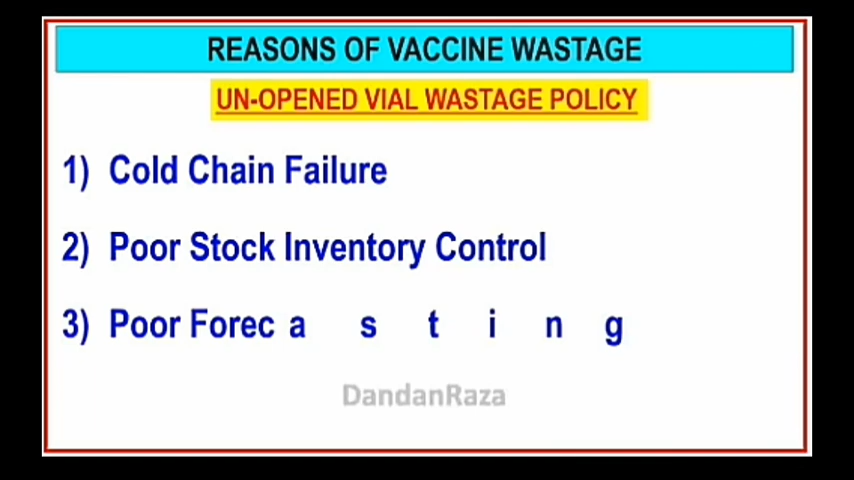 REASONS OF VACCINE WASTAGE
UN-OPENED VIAL WASTAGE POLICY
1) Cold Chain Failure
2) Poor Stock Inventory Control
3) Poor Forec a s t i n g
DandanRaza